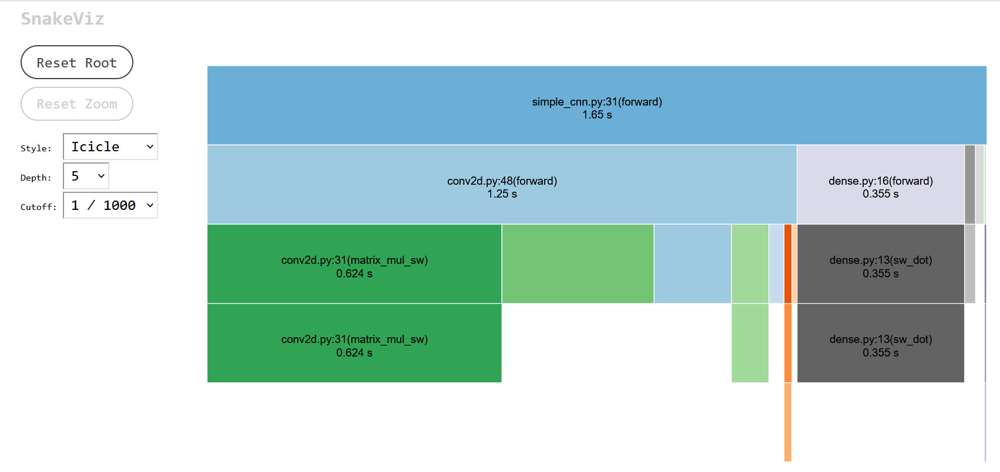 SnakeViz
Reset Root
Reset Zoom
Style: Icicle
Depth: 5
Cutoff: 1 / 1000
simple_cnn.py:31(forward)
1.65 s
conv2d.py:48(forward)
1.25 s
dense.py:16(forward)
0.355 s
conv2d.py:31(matrix_mul_sw)
0.624 s
dense.py:13(sw_dot)
0.355 s
conv2d.py:31(matrix_mul_sw)
0.624 s
dense.py:13(sw_dot)
0.355 s